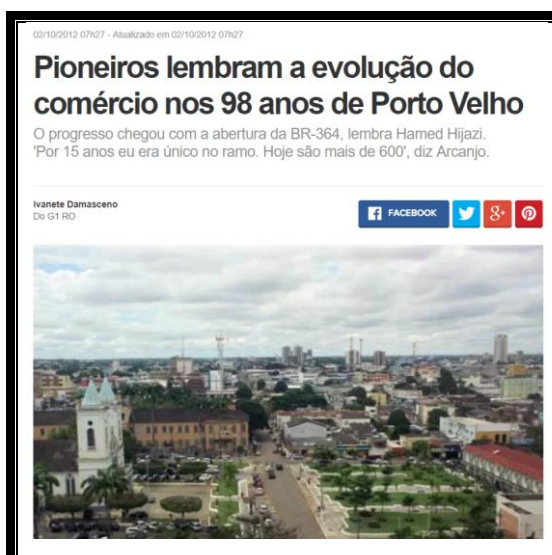 02/10/2012 07h27 - Atualizado em 02/10/2012 07h27
Pioneiros lembram a evolução do
comércio nos 98 anos de Porto Velho
O progresso chegou com a abertura da BR-364, lembra Hamed Hijazi.
'Por 15 anos eu era único no ramo. Hoje são mais de 600', diz Arcanjo.
Ivanete Damasceno
Do G1 RO
FACEBOOK